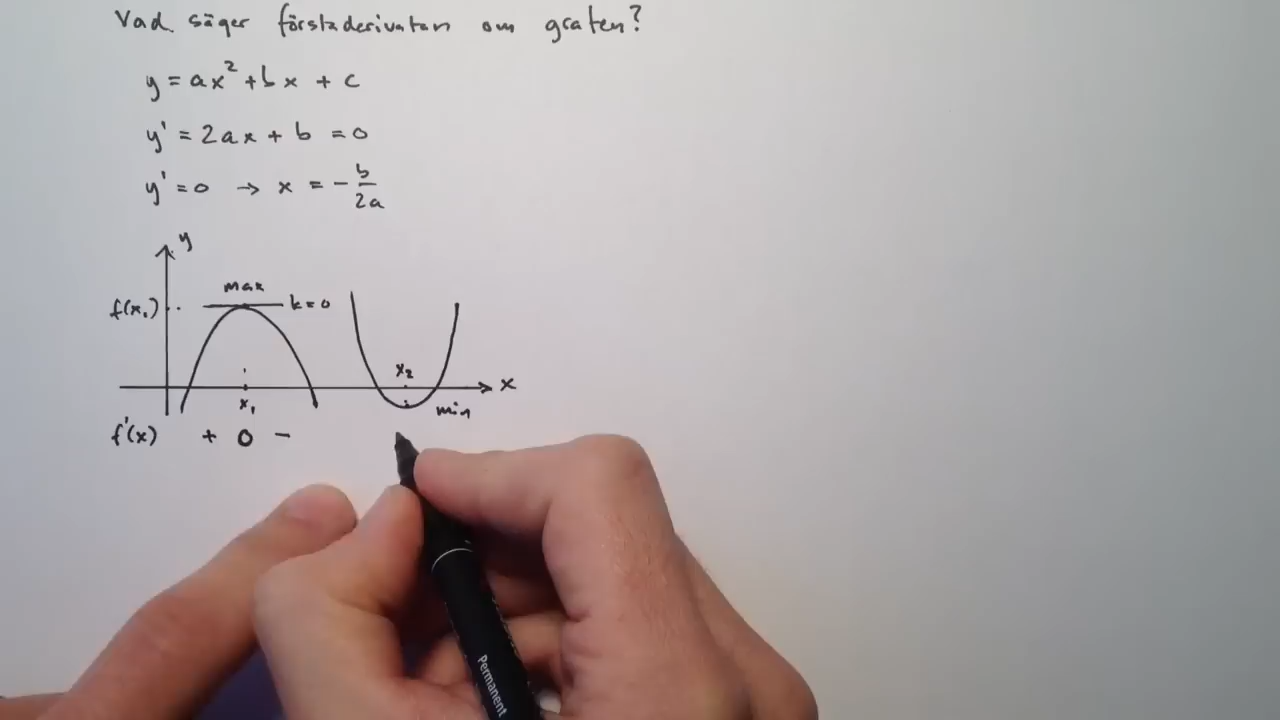 Vad säger förstaderivatan om grafen?
y = ax² + bx + c
y' = 2ax + b = 0
y' = 0 → x = -b/2a
y
max
f(x₁)
k = 0
x₂
x
x₁
min
f'(x) + 0 -
Permanent